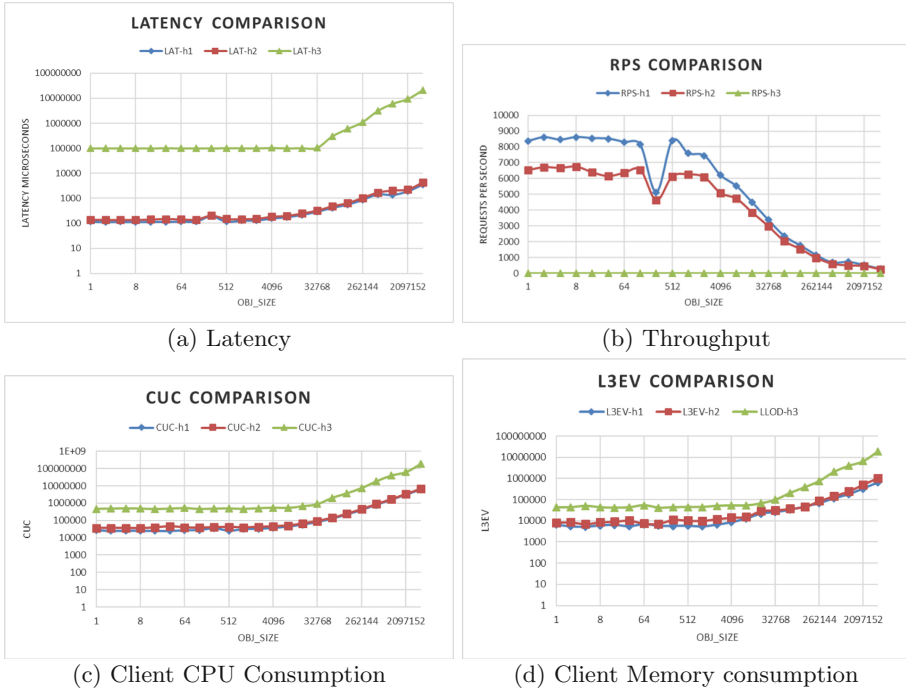 LATENCY COMPARISON
LAT-h1 LAT-h2 LAT-h3
100000000
10000000
1000000
100000
10000
1000
100
10
1
LATENCY MICROSECONDS
1 8 64 512 4096 32768 262144 2097152
OBJ_SIZE
(a) Latency
RPS COMPARISON
RPS-h1 RPS-h2 RPS-h3
10000
9000
8000
7000
6000
5000
4000
3000
2000
1000
0
REQUESTS PER SECOND
1 8 64 512 4096 32768 262144 2097152
OBJ_SIZE
(b) Throughput
CUC COMPARISON
CUC-h1 CUC-h2 CUC-h3
1E+09
100000000
10000000
1000000
100000
10000
1000
100
10
1
CUC
1 8 64 512 4096 32768 262144 2097152
OBJ_SIZE
(c) Client CPU Consumption
L3EV COMPARISON
L3EV-h1 L3EV-h2 LLOD-h3
100000000
10000000
1000000
100000
10000
1000
100
10
1
L3EV
1 8 64 512 4096 32768 262144 2097152
OBJ_SIZE
(d) Client Memory consumption